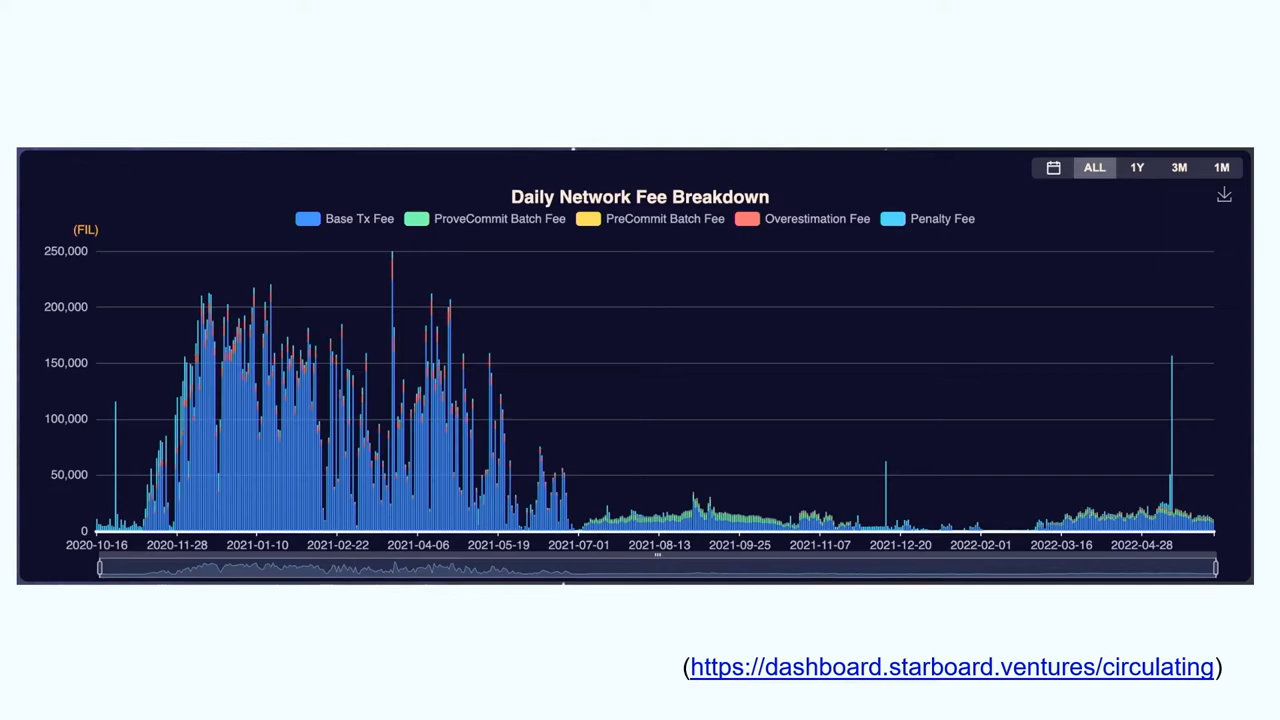 ALL 1Y 3M 1M
Daily Network Fee Breakdown
Base Tx Fee ProveCommit Batch Fee PreCommit Batch Fee Overestimation Fee Penalty Fee
(FIL)
250,000
200,000
150,000
100,000
50,000
0
2020-10-16 2020-11-28 2021-01-10 2021-02-22 2021-04-06 2021-05-19 2021-07-01 2021-08-13 2021-09-25 2021-11-07 2021-12-20 2022-02-01 2022-03-16 2022-04-28
(https://dashboard.starboard.ventures/circulating)